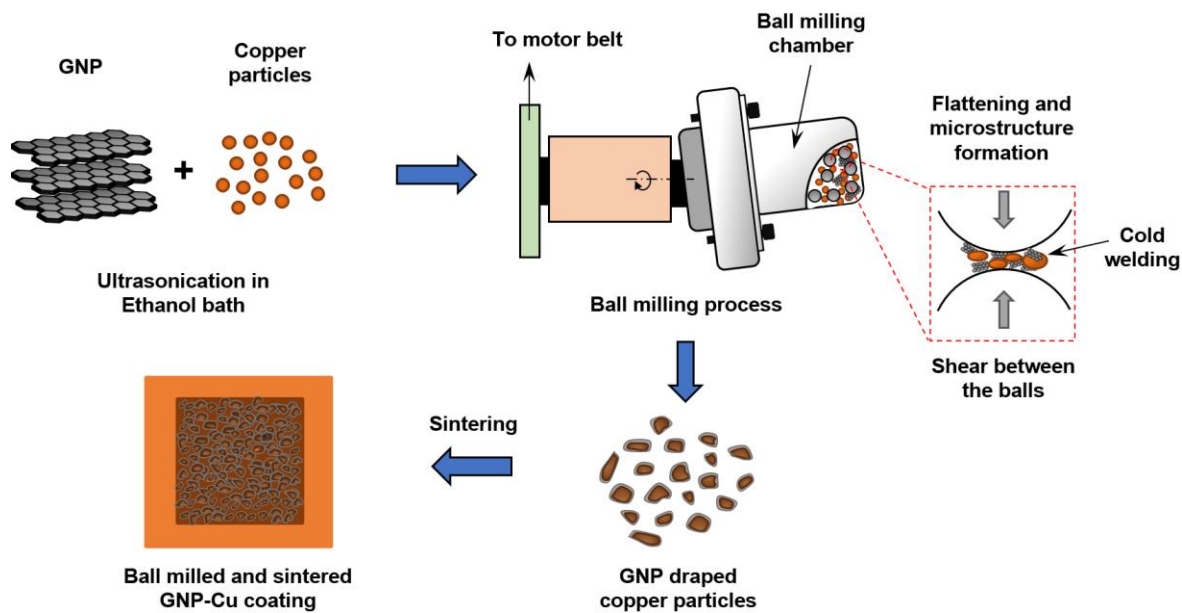 GNP
Copper
particles
+
Ultrasonication in
Ethanol bath
To motor belt
Ball milling
chamber
Ball milling process
Flattening and
microstructure
formation
Cold
welding
Shear between
the balls
GNP draped
copper particles
Sintering
Ball milled and sintered
GNP-Cu coating